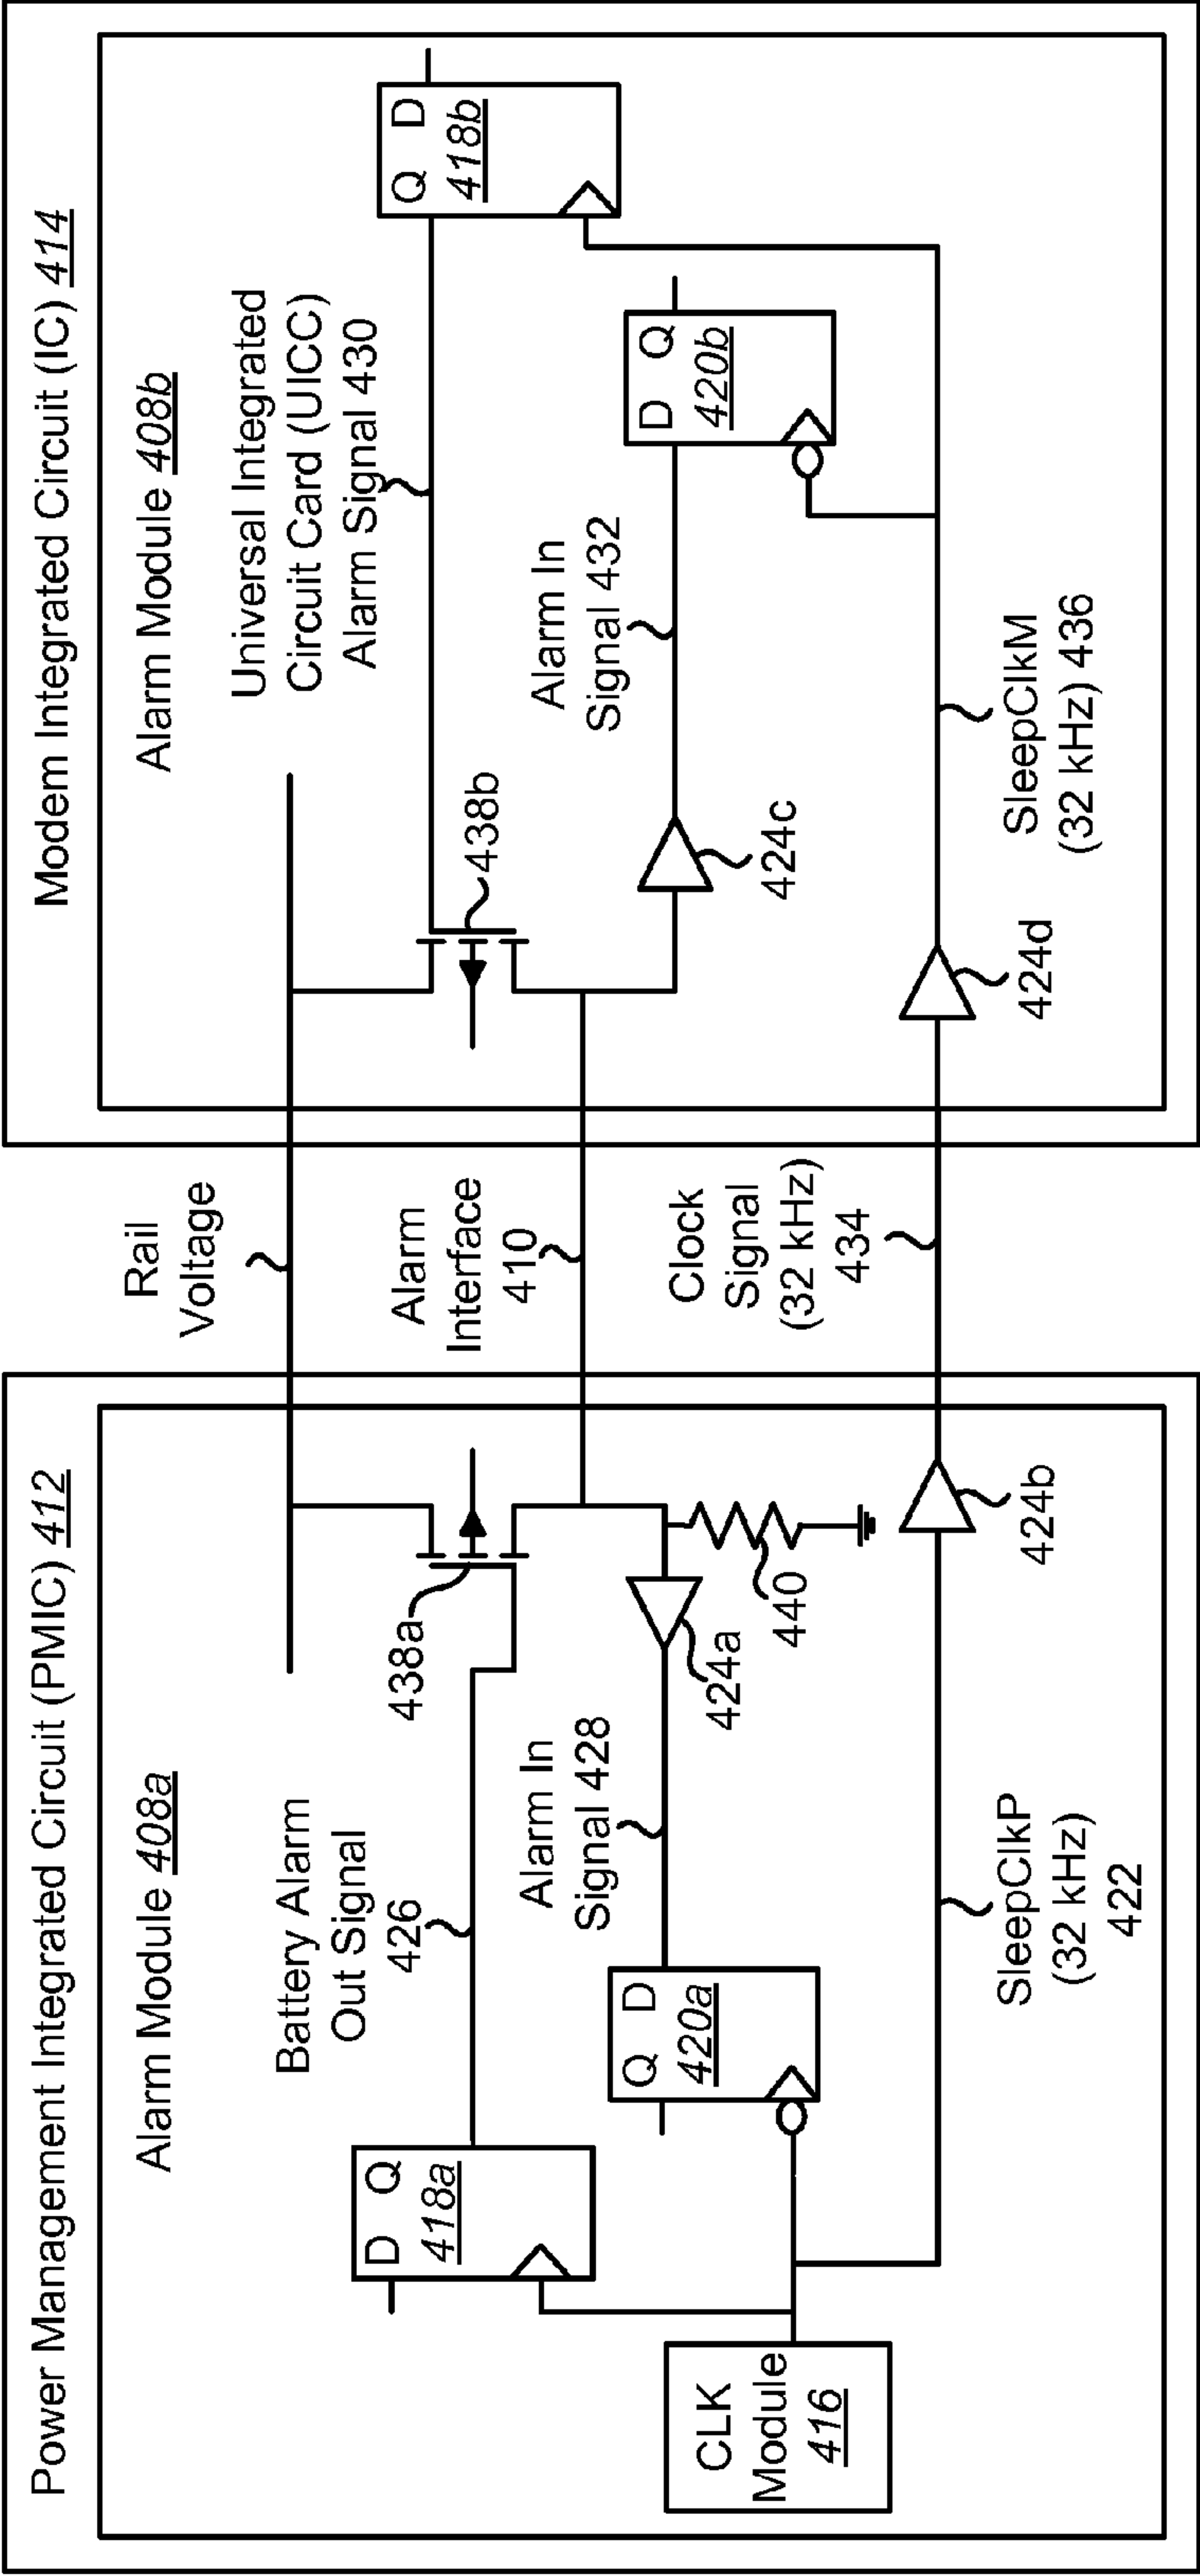 Power Management Integrated Circuit (PMIC) 412
Alarm Module 408a
Battery Alarm
Out Signal
426
D Q
418a
438a
Alarm In
Signal 428
Q D
420a
424a
440
CLK
Module
416
SleepClkP
(32 kHz)
422
424b
Rail
Voltage
Alarm
Interface
410
Clock
Signal
(32 kHz)
434
Modem Integrated Circuit (IC) 414
Alarm Module 408b
Universal Integrated
Circuit Card (UICC)
Alarm Signal 430
Q D
418b
438b
Alarm In
Signal 432
D Q
420b
424c
424d
SleepClkM
(32 kHz) 436